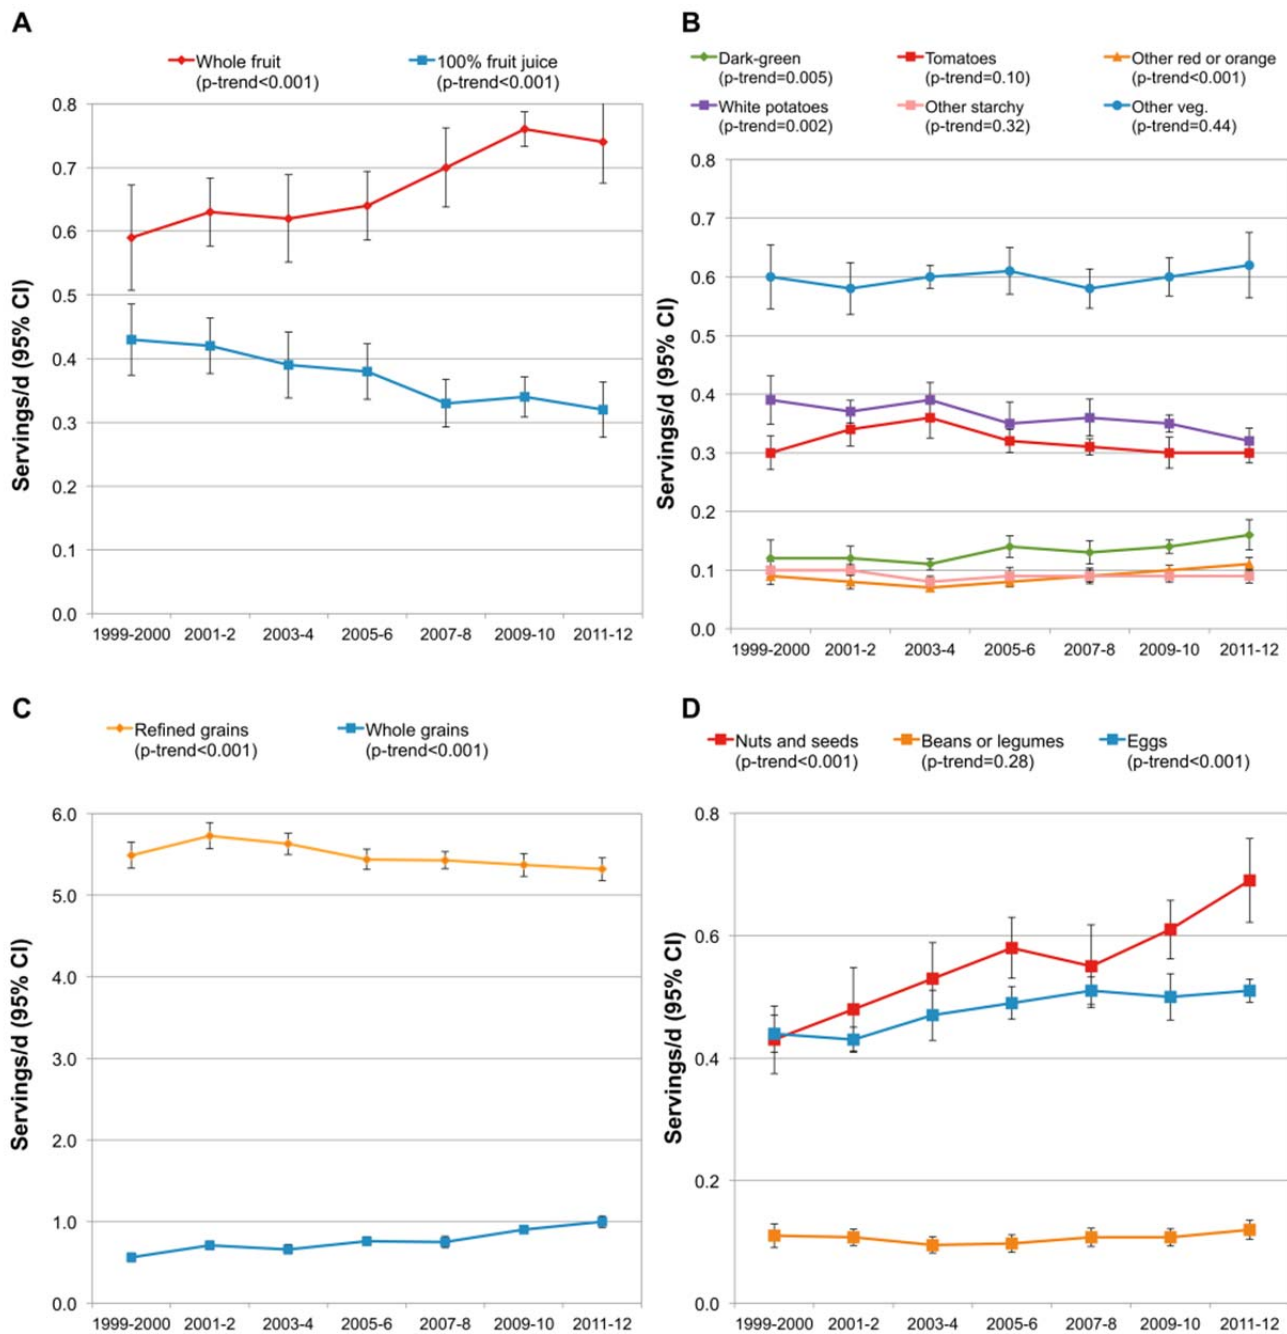 A
Whole fruit
(p-trend<0.001)
100% fruit juice
(p-trend<0.001)
Servings/d (95% CI)
0.8
0.7
0.6
0.5
0.4
0.3
0.2
0.1
0.0
1999-2000 2001-2 2003-4 2005-6 2007-8 2009-10 2011-12
B
Dark-green
(p-trend=0.005)
Tomatoes
(p-trend=0.10)
Other red or orange
(p-trend<0.001)
White potatoes
(p-trend=0.002)
Other starchy
(p-trend=0.32)
Other veg.
(p-trend=0.44)
Servings/d (95% CI)
0.8
0.7
0.6
0.5
0.4
0.3
0.2
0.1
0.0
1999-2000 2001-2 2003-4 2005-6 2007-8 2009-10 2011-12
C
Refined grains
(p-trend<0.001)
Whole grains
(p-trend<0.001)
Servings/d (95% CI)
6.0
5.0
4.0
3.0
2.0
1.0
0.0
1999-2000 2001-2 2003-4 2005-6 2007-8 2009-10 2011-12
D
Nuts and seeds
(p-trend<0.001)
Beans or legumes
(p-trend=0.28)
Eggs
(p-trend<0.001)
Servings/d (95% CI)
0.8
0.6
0.4
0.2
0.0
1999-2000 2001-2 2003-4 2005-6 2007-8 2009-10 2011-12